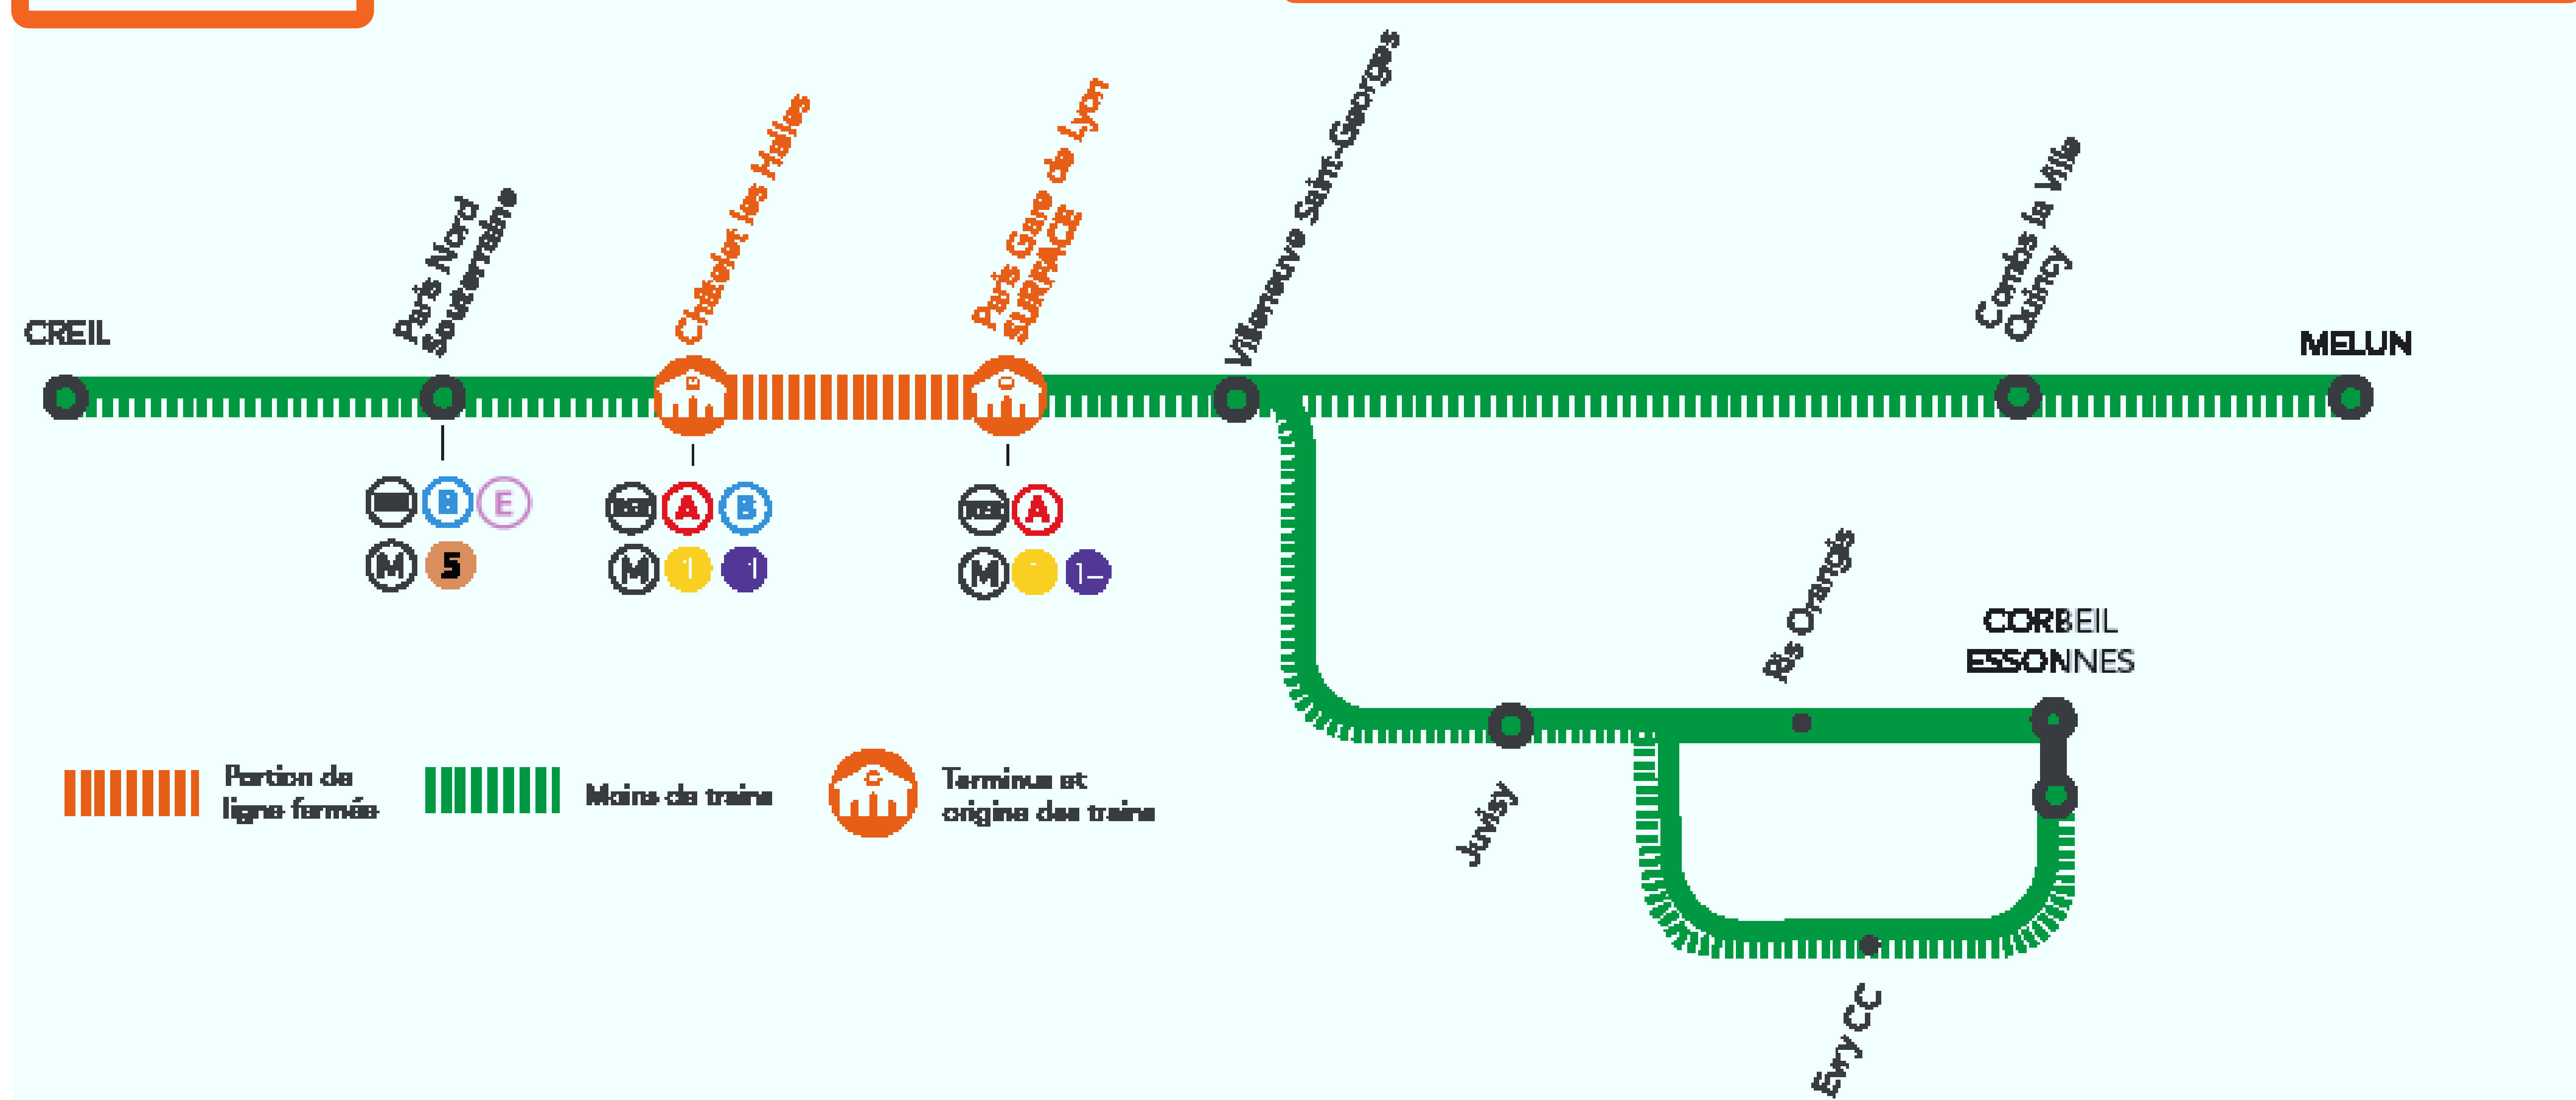 CREIL
Paris Nord
Souterraine
Châtelet les Halles
Paris Gare de Lyon
SURFACE
Villeneuve Saint-Georges
Combs la Ville
Quincy
MELUN
B E
M 5
RER A B
M 1
RER A
M
Ris Orangis
CORBEIL
ESSONNES
Juvisy
Evry CC
Portion de
ligne fermée
Moins de trains
Terminus et
origine des trains